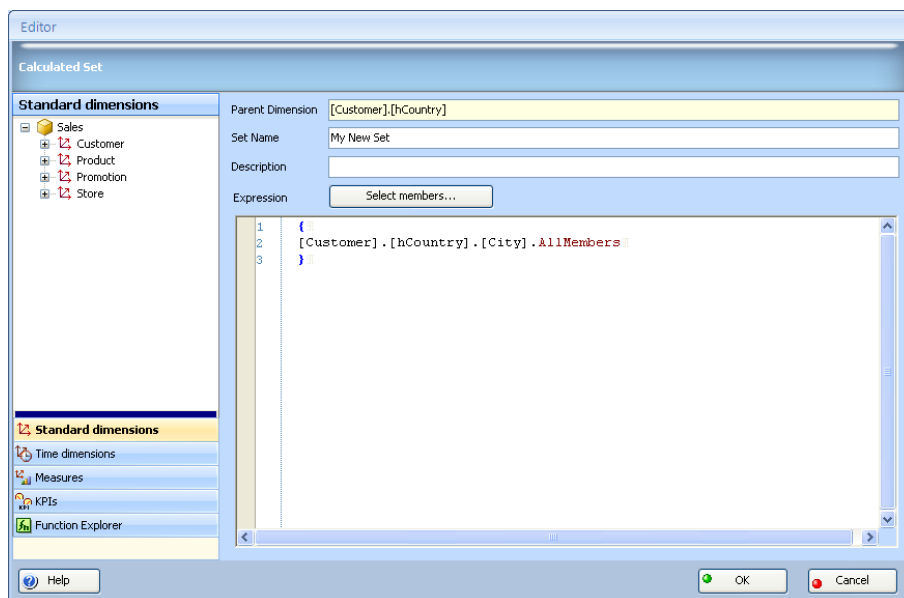 Editor
Calculated Set
Standard dimensions
Sales
Customer
Product
Promotion
Store
Standard dimensions
Time dimensions
Measures
KPI KPIs
fx Function Explorer
Parent Dimension [Customer].[hCountry]
Set Name My New Set
Description
Expression Select members...
1 {
2 [Customer].[hCountry].[City].AllMembers
3 }
? Help
OK
Cancel